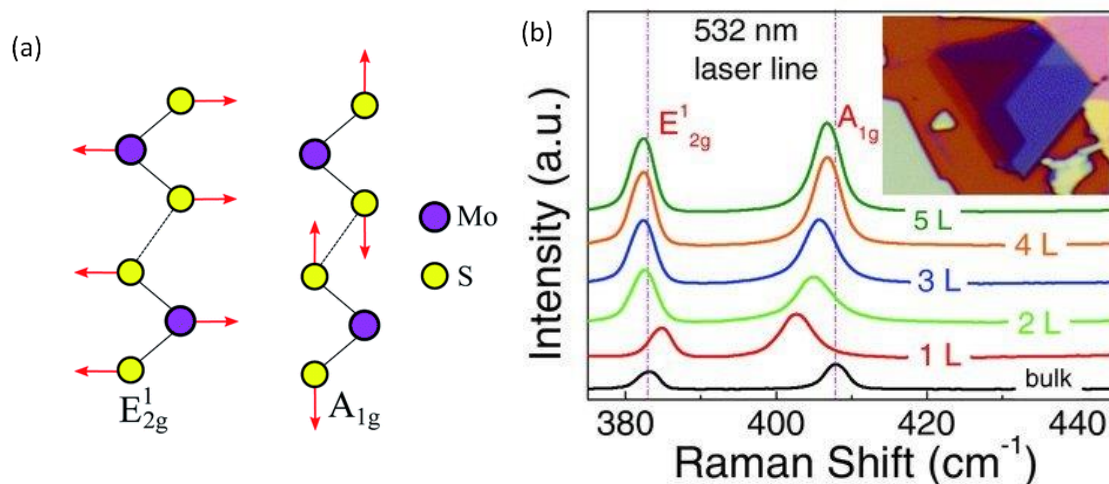 (a)
Mo
S
E¹₂g
A₁g
(b)
532 nm
laser line
E¹₂g
A₁g
5 L
4 L
3 L
2 L
1 L
bulk
Intensity (a.u.)
380
400
420
440
Raman Shift (cm⁻¹)